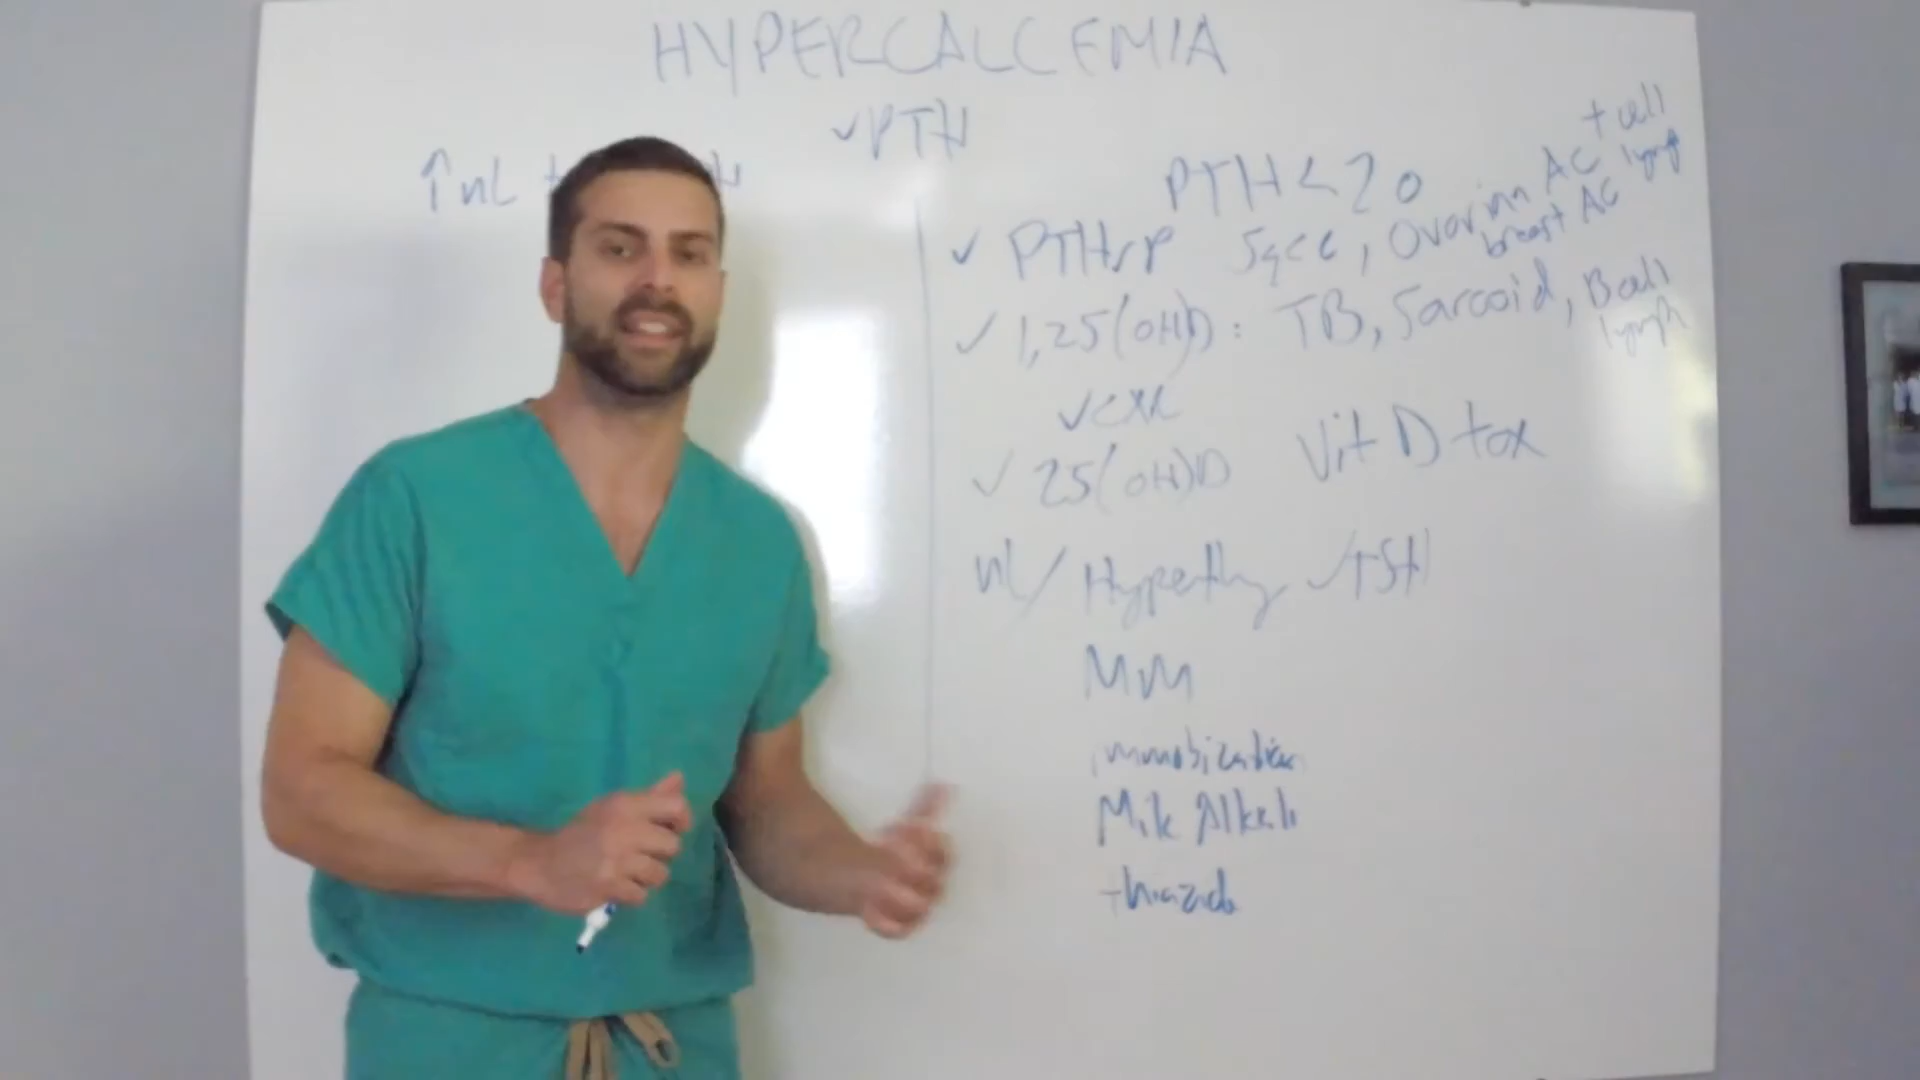 HYPERCALCEMIA
✓PTH
↑nL
PTH<20
✓ PTHrP Sqcc, Ovarian AC
breast AC
T cell
lymph
✓ 1,25(OH)D: TB, Sarcoid, B cell
lymph
✓CXR
✓ 25(OH)D Vit D tox
nl/ Hyperthy ✓TSH
MM
immobization
Milk Alkali
thiazide